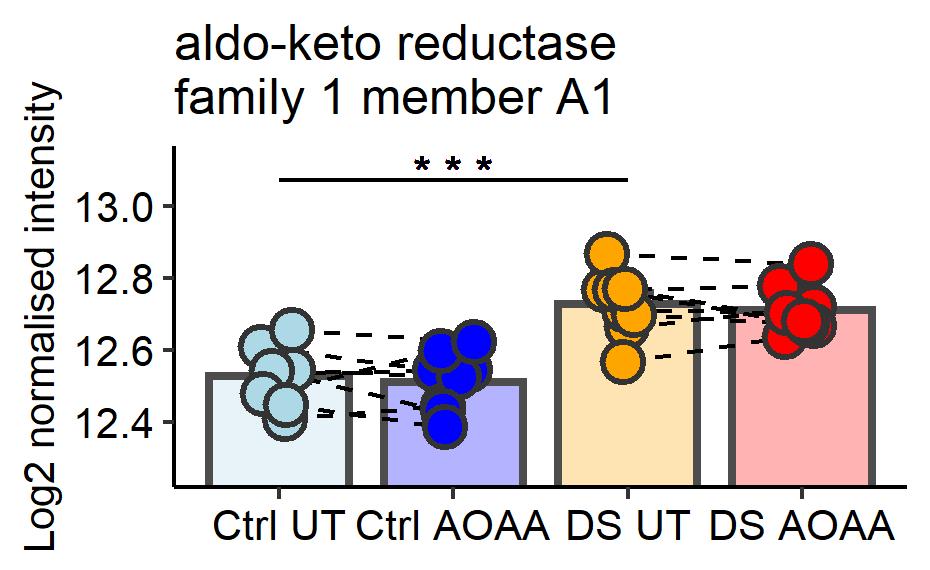 aldo-keto reductase
family 1 member A1
* * *
Log2 normalised intensity
13.0
12.8
12.6
12.4
Ctrl UT Ctrl AOAA DS UT DS AOAA